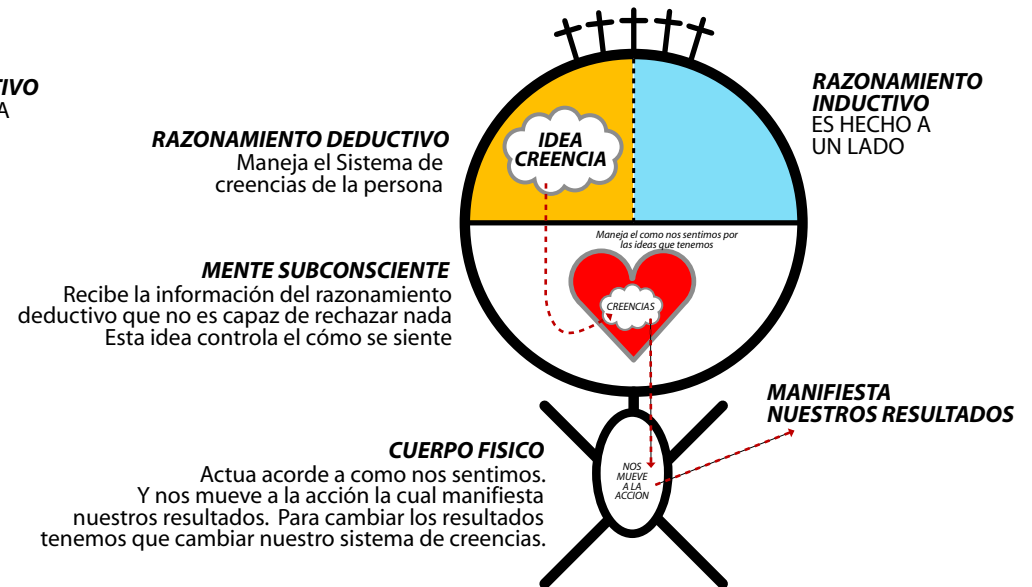 TIVO
A
RAZONAMIENTO DEDUCTIVO
Maneja el Sistema de
creencias de la persona
IDEA
CREENCIA
RAZONAMIENTO
INDUCTIVO
ES HECHO A
UN LADO
Maneja el como nos sentimos por
las ideas que tenemos
CREENCIAS
MENTE SUBCONSCIENTE
Recibe la información del razonamiento
deductivo que no es capaz de rechazar nada
Esta idea controla el cómo se siente
MANIFIESTA
NUESTROS RESULTADOS
CUERPO FISICO
Actua acorde a como nos sentimos.
Y nos mueve a la acción la cual manifiesta
nuestros resultados. Para cambiar los resultados
tenemos que cambiar nuestro sistema de creencias.
NOS
MUEVE
A LA
ACCION